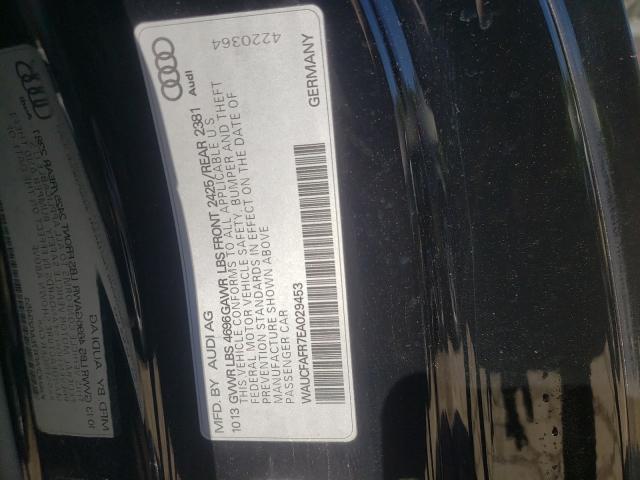 MFD. BY AUDI AG Audi
1013 GVWR LBS 4696 GAWR LBS FRONT 2425/REAR 2381
THIS VEHICLE CONFORMS TO ALL APPLICABLE U.S.
FEDERAL MOTOR VEHICLE SAFETY, BUMPER AND THEFT
PREVENTION STANDARDS IN EFFECT ON THE DATE OF
MANUFACTURE SHOWN ABOVE
PASSENGER CAR
WAUCFAFR7EA029453
4220364
GERMANY